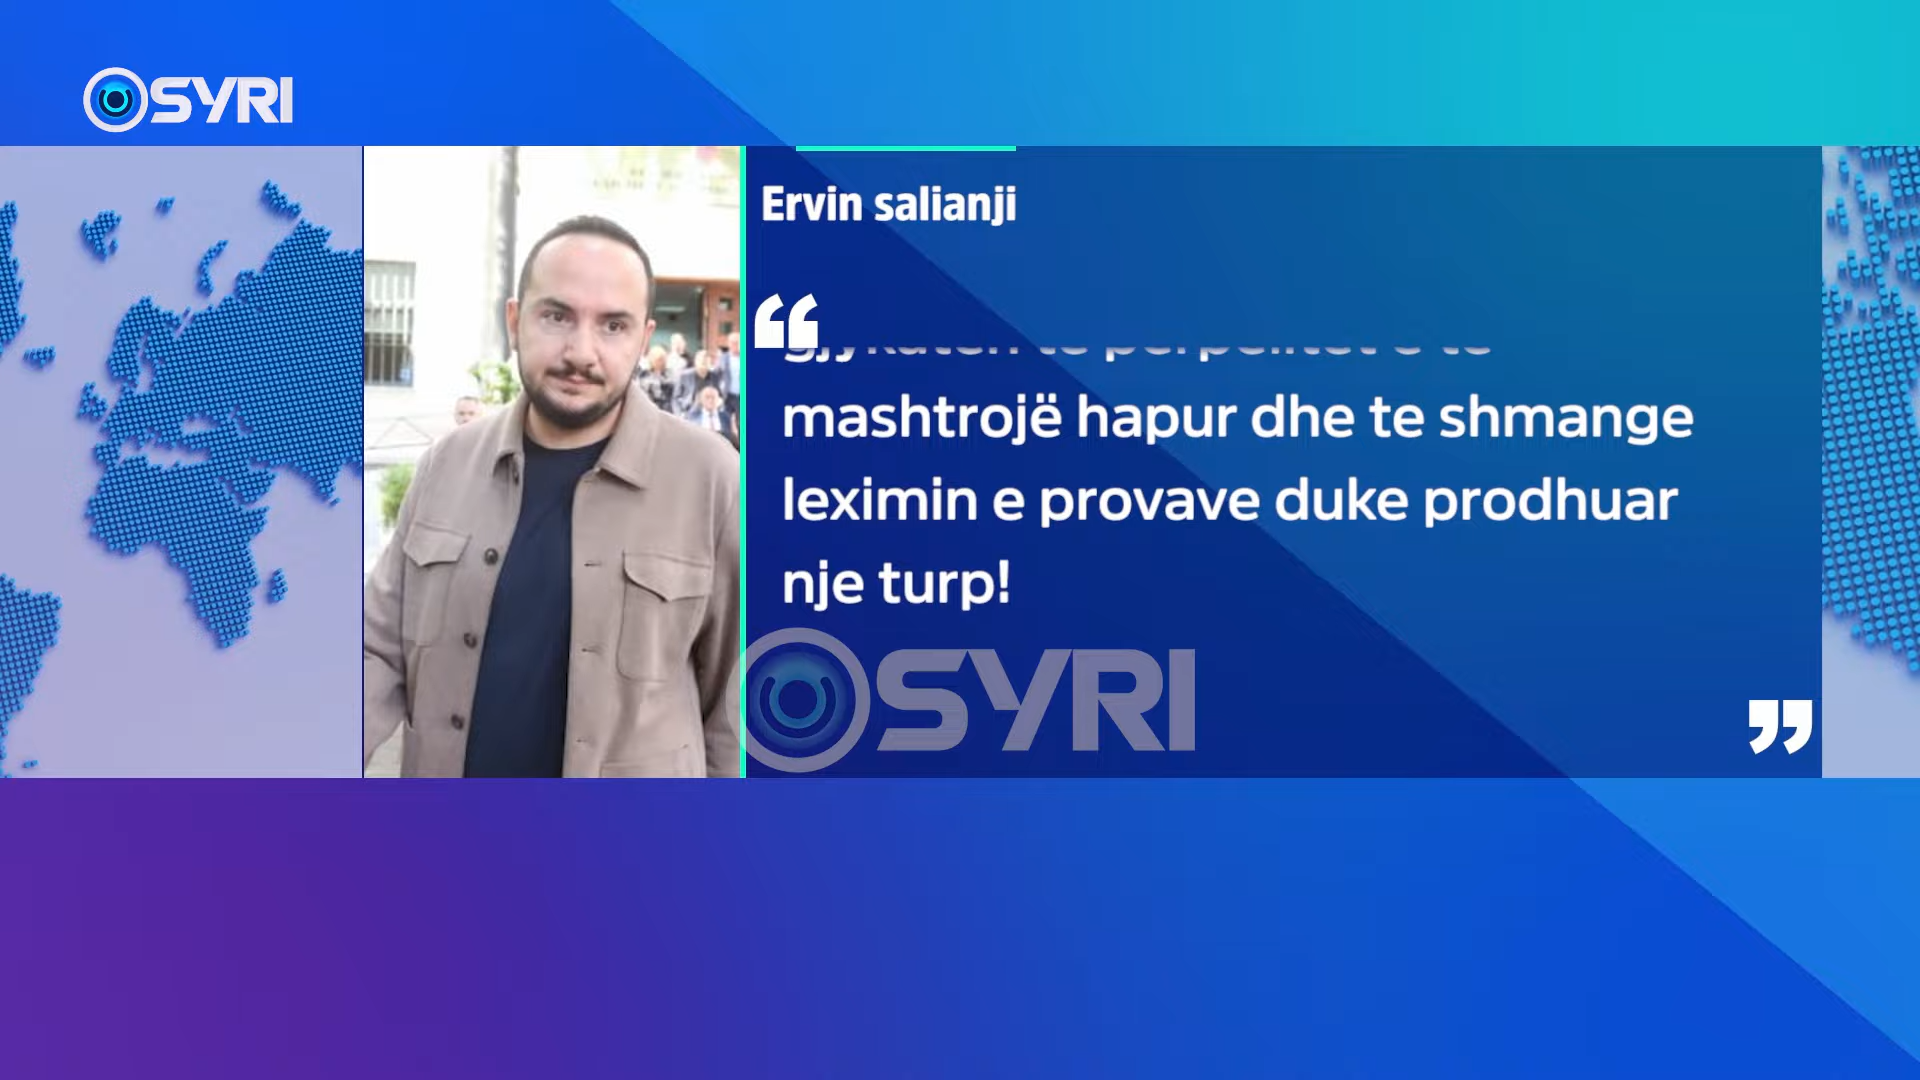 SYRI
Ervin salianji
“
mashtrojë hapur dhe te shmange
leximin e provave duke prodhuar
nje turp!
SYRI
”